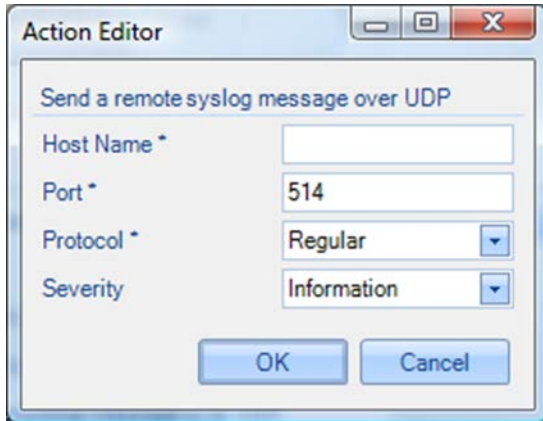 Action Editor
Send a remote syslog message over UDP
Host Name *
Port * 514
Protocol * Regular
Severity Information
OK Cancel